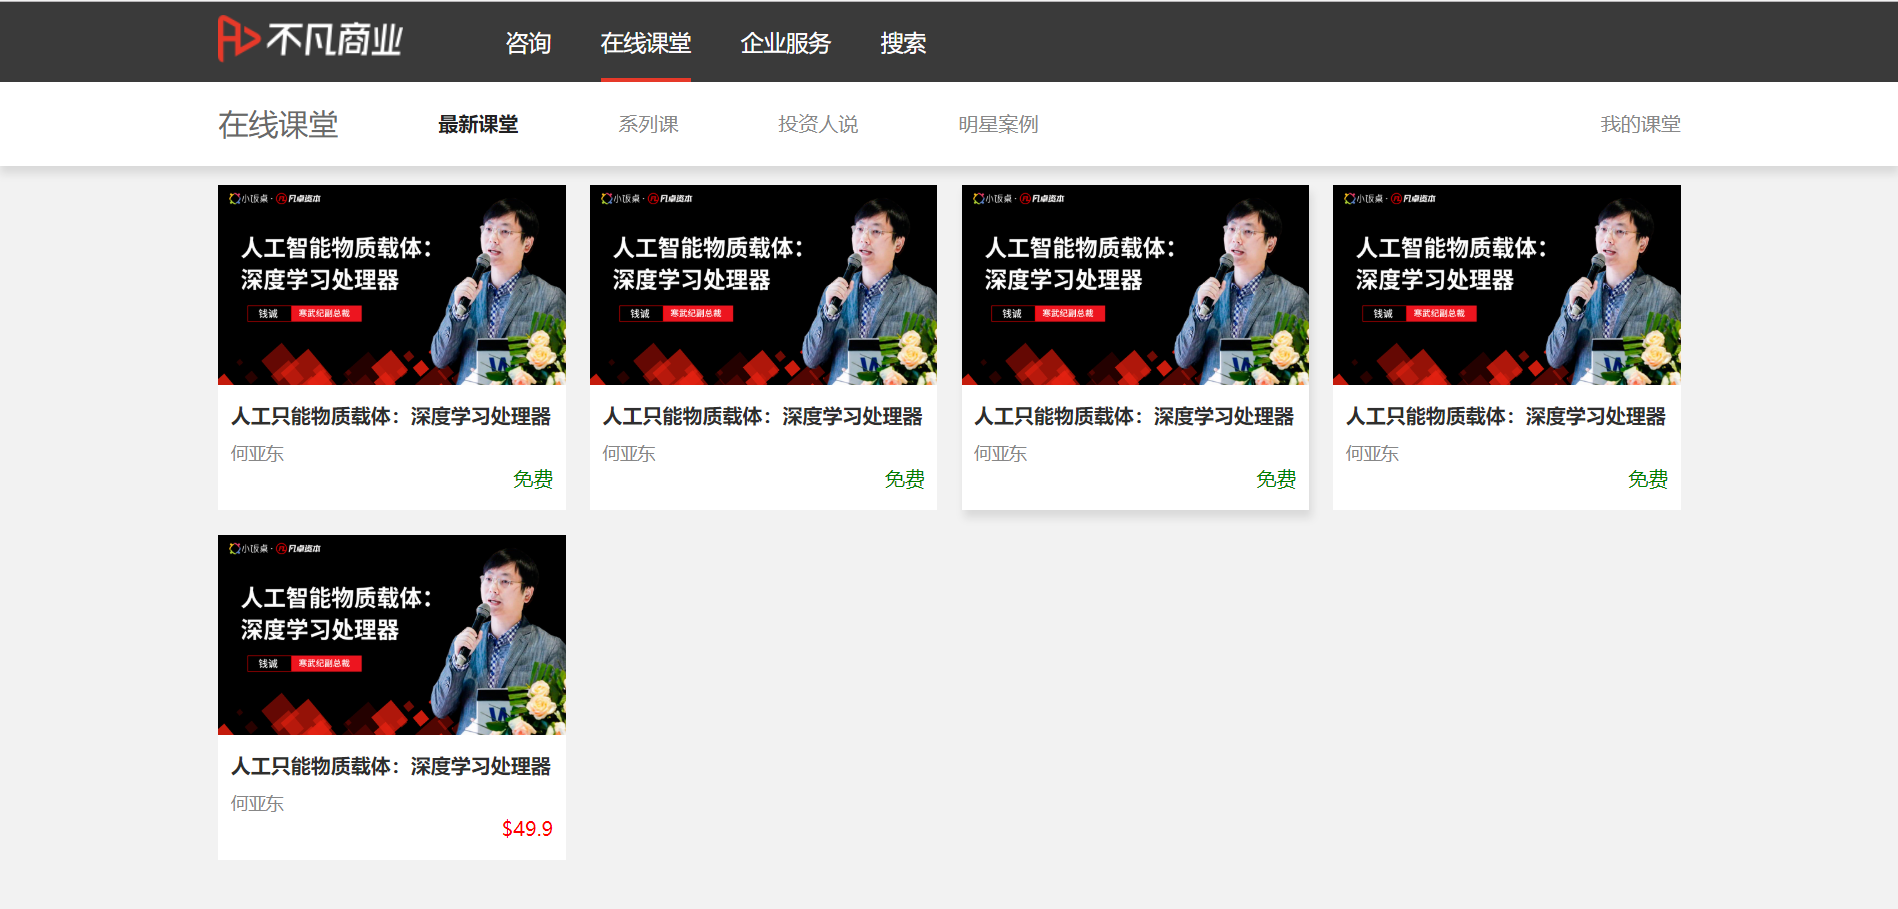 不凡商业
咨询 在线课堂 企业服务 搜索
在线课堂 最新课堂 系列课 投资人说 明星案例 我的课堂
小饭桌·凡卓资本
人工智能物质载体：
深度学习处理器
钱诚 寒武纪副总裁
W
人工只能物质载体：深度学习处理器
何亚东
免费
小饭桌·凡卓资本
人工智能物质载体：
深度学习处理器
钱诚 寒武纪副总裁
W
人工只能物质载体：深度学习处理器
何亚东
免费
小饭桌·凡卓资本
人工智能物质载体：
深度学习处理器
钱诚 寒武纪副总裁
W
人工只能物质载体：深度学习处理器
何亚东
免费
小饭桌·凡卓资本
人工智能物质载体：
深度学习处理器
钱诚 寒武纪副总裁
W
人工只能物质载体：深度学习处理器
何亚东
免费
小饭桌·凡卓资本
人工智能物质载体：
深度学习处理器
钱诚 寒武纪副总裁
W
人工只能物质载体：深度学习处理器
何亚东
$49.9